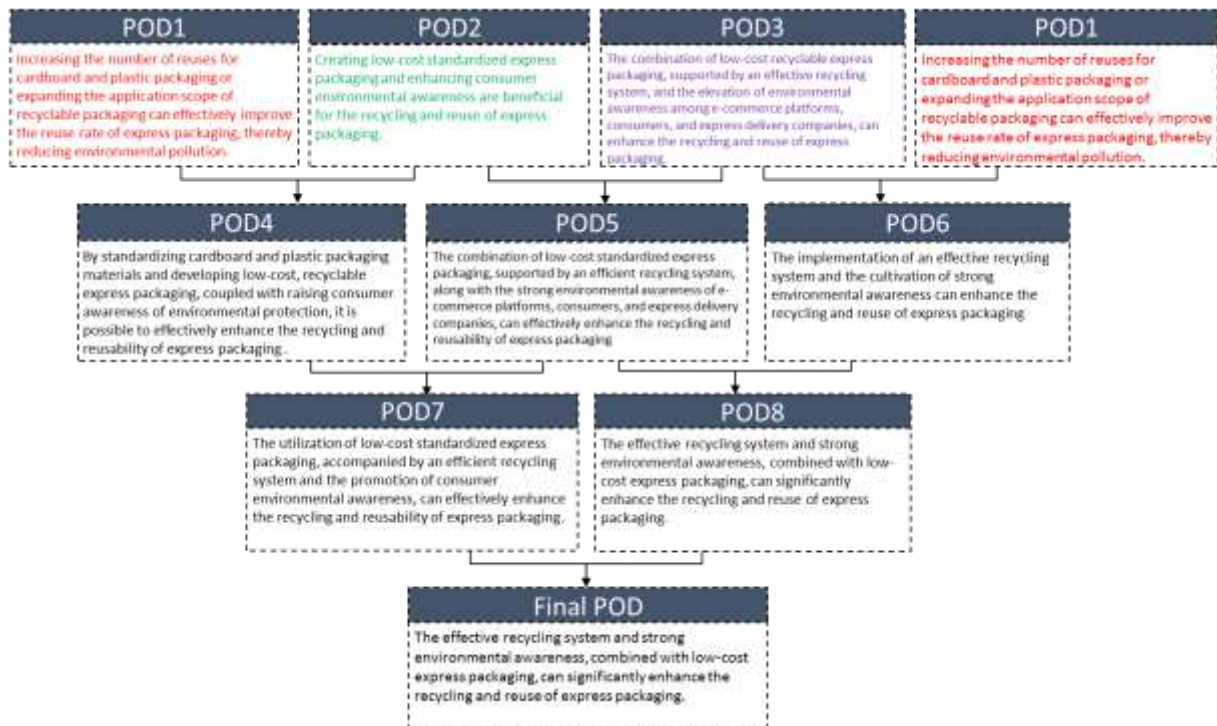 POD1
Increasing the number of reuses for
cardboard and plastic packaging or
expanding the application scope of
recyclable packaging can effectively improve
the reuse rate of express packaging, thereby
reducing environmental pollution.
POD2
Creating low-cost standardized express
packaging and enhancing consumer
environmental awareness are beneficial
for the recycling and reuse of express
packaging.
POD3
The combination of low-cost recyclable express
packaging, supported by an effective recycling
system, and the elevation of environmental
awareness among e-commerce platforms,
consumers, and express delivery companies, can
enhance the recycling and reuse of express
packaging.
POD1
Increasing the number of reuses for
cardboard and plastic packaging or
expanding the application scope of
recyclable packaging can effectively improve
the reuse rate of express packaging, thereby
reducing environmental pollution.
POD4
By standardizing cardboard and plastic packaging
materials and developing low-cost, recyclable
express packaging, coupled with raising consumer
awareness of environmental protection, it is
possible to effectively enhance the recycling and
reusability of express packaging.
POD5
The combination of low-cost standardized express
packaging, supported by an efficient recycling system,
along with the strong environmental awareness of e-
commerce platforms, consumers, and express delivery
companies, can effectively enhance the recycling and
reusability of express packaging
POD6
The implementation of an effective recycling
system and the cultivation of strong
environmental awareness can enhance the
recycling and reuse of express packaging
POD7
The utilization of low-cost standardized express
packaging, accompanied by an efficient recycling
system and the promotion of consumer
environmental awareness, can effectively enhance
the recycling and reusability of express packaging.
POD8
The effective recycling system and strong
environmental awareness, combined with low-
cost express packaging, can significantly
enhance the recycling and reuse of express
packaging.
Final POD
The effective recycling system and strong
environmental awareness, combined with low-cost
express packaging, can significantly enhance the
recycling and reuse of express packaging.